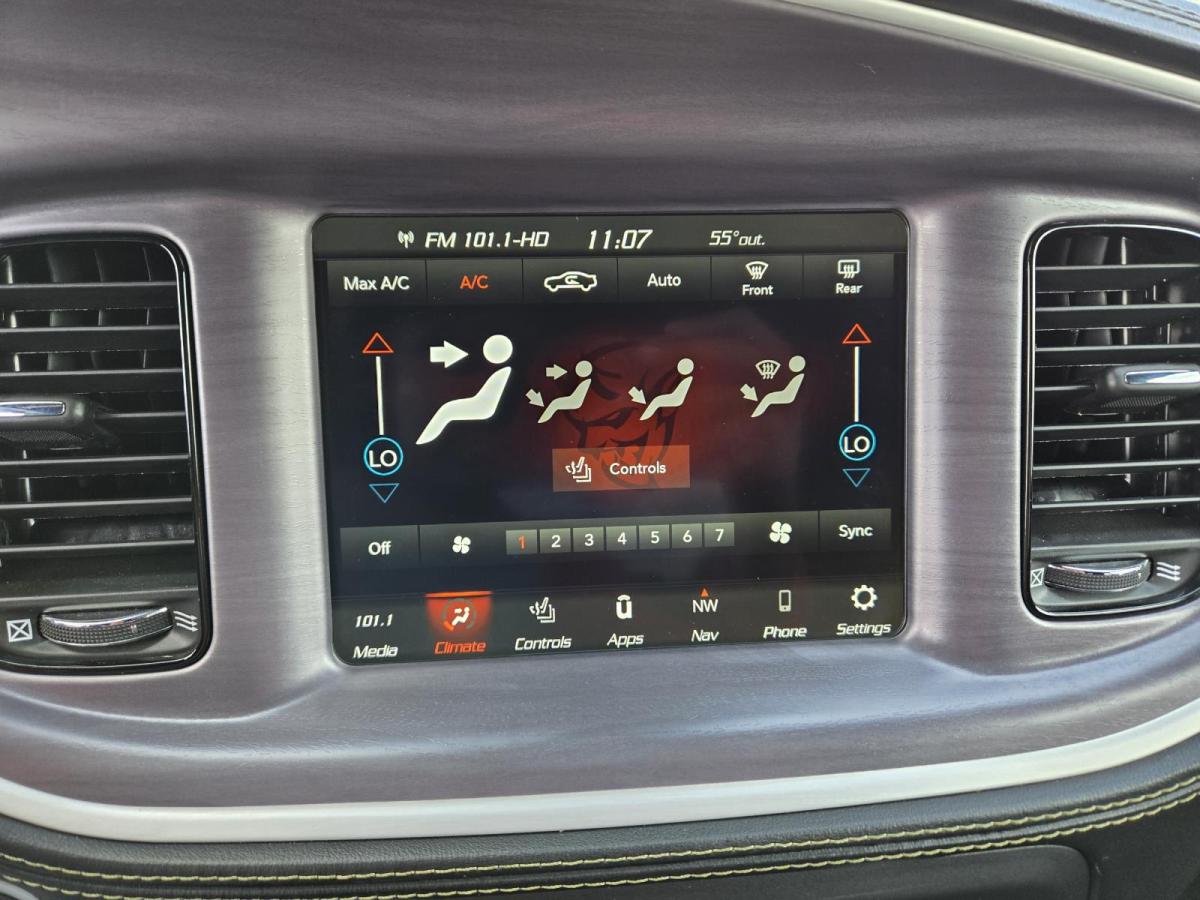 FM 101.1-HD 11:07 55°out.
Max A/C A/C Auto Front Rear
LO LO
Controls
Off 1 2 3 4 5 6 7 Sync
101.1 NW
Media Climate Controls Apps Nav Phone Settings